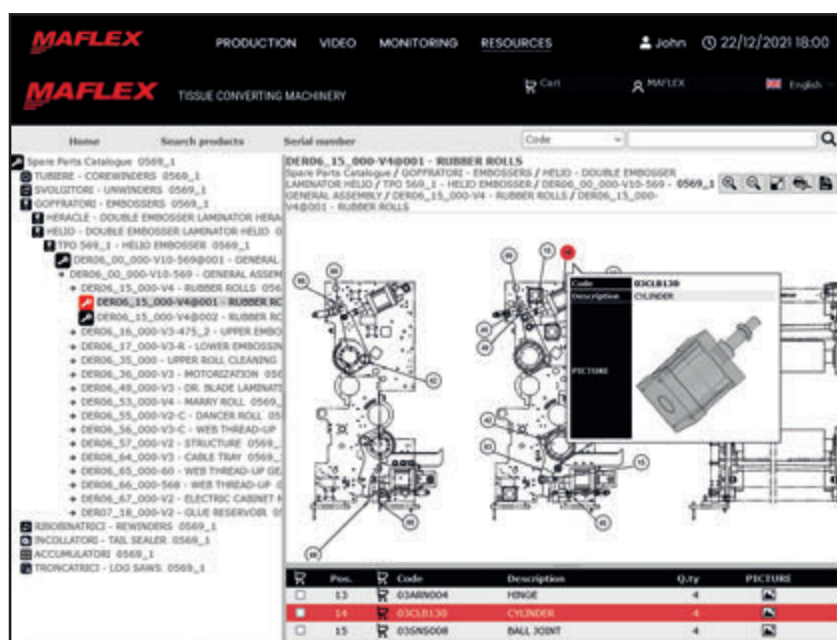 MAFLEX PRODUCTION VIDEO MONITORING RESOURCES John 22/12/2021 18:00
MAFLEX TISSUE CONVERTING MACHINERY Cart MAFLEX English
Home Search products Serial number Code
Spare Parts Catalogue 0569_1
TUBIERE - COREWINDERS 0569_1
SVOLGITORI - UNWINDERS 0569_1
GOFFRATORI - EMBOSSERS 0569_1
HERACLE - DOUBLE EMBOSSER LAMINATOR HERA
HELIO - DOUBLE EMBOSSER LAMINATOR HELIO 0
TPO 569_1 - HELIO EMBOSSER 0569_1
DER06_00_000-V10-569@001 - GENERAL
DER06_00_000-V10-569 - GENERAL ASSEM
DER06_15_000-V4 - RUBBER ROLLS 056
DER06_15_000-V4@001 - RUBBER RO
DER06_15_000-V4@002 - RUBBER RO
DER06_16_000-V3-475_2 - UPPER EMBO
DER06_17_000-V3-R - LOWER EMBOSSIN
DER06_35_000 - UPPER ROLL CLEANING
DER06_36_000-V3 - MOTORIZATION 056
DER06_49_000-V3 - DR. BLADE LAMINAT
DER06_53_000-V4 - MARRY ROLL 0569_
DER06_55_000-V2-C - DANCER ROLL 05
DER06_56_000-V3-C - WEB THREAD-UP
DER06_57_000-V2 - STRUCTURE 0569_
DER06_64_000-V3 - CABLE TRAY 0569_
DER06_65_000-60 - WEB THREAD-UP GE
DER06_66_000-568 - WEB THREAD-UP
DER06_67_000-V2 - ELECTRIC CABINET
DER07_18_000-V2 - GLUE RESERVOIR 0
RIBOBINATRICI - REWINDERS 0569_1
INCOLLATORI - TAIL SEALER 0569_1
ACCUMULATORI 0569_1
TRONCATRICI - LOG SAWS 0569_1
DER06_15_000-V4@001 - RUBBER ROLLS
Spare Parts Catalogue / GOFFRATORI - EMBOSSERS / HELIO - DOUBLE EMBOSSER
LAMINATOR HELIO / TPO 569_1 - HELIO EMBOSSER / DER06_00_000-V10-569 - 0569_1
GENERAL ASSEMBLY / DER06_15_000-V4 - RUBBER ROLLS / DER06_15_000-
V4@001 - RUBBER ROLLS
Code 03CLB130
Description CYLINDER
PICTURE
Pos. Code Description Q.ty PICTURE
13 03ARN004 HINGE 4
14 03CLB130 CYLINDER 4
15 03SNS008 BALL JOINT 4